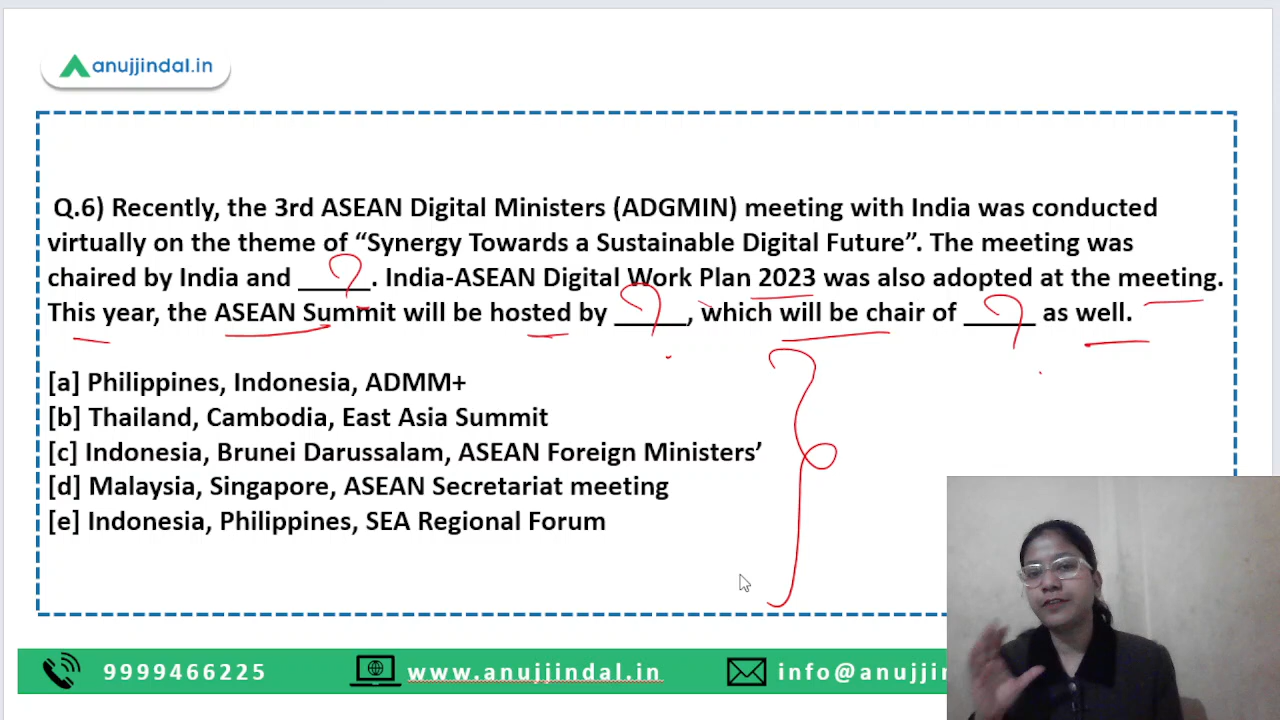 anujjindal.in
Q.6) Recently, the 3rd ASEAN Digital Ministers (ADGMIN) meeting with India was conducted
virtually on the theme of “Synergy Towards a Sustainable Digital Future”. The meeting was
chaired by India and _____. India-ASEAN Digital Work Plan 2023 was also adopted at the meeting.
This year, the ASEAN Summit will be hosted by _____, which will be chair of _____ as well.
[a] Philippines, Indonesia, ADMM+
[b] Thailand, Cambodia, East Asia Summit
[c] Indonesia, Brunei Darussalam, ASEAN Foreign Ministers’
[d] Malaysia, Singapore, ASEAN Secretariat meeting
[e] Indonesia, Philippines, SEA Regional Forum
9999466225 www.anujjindal.in info@anujji